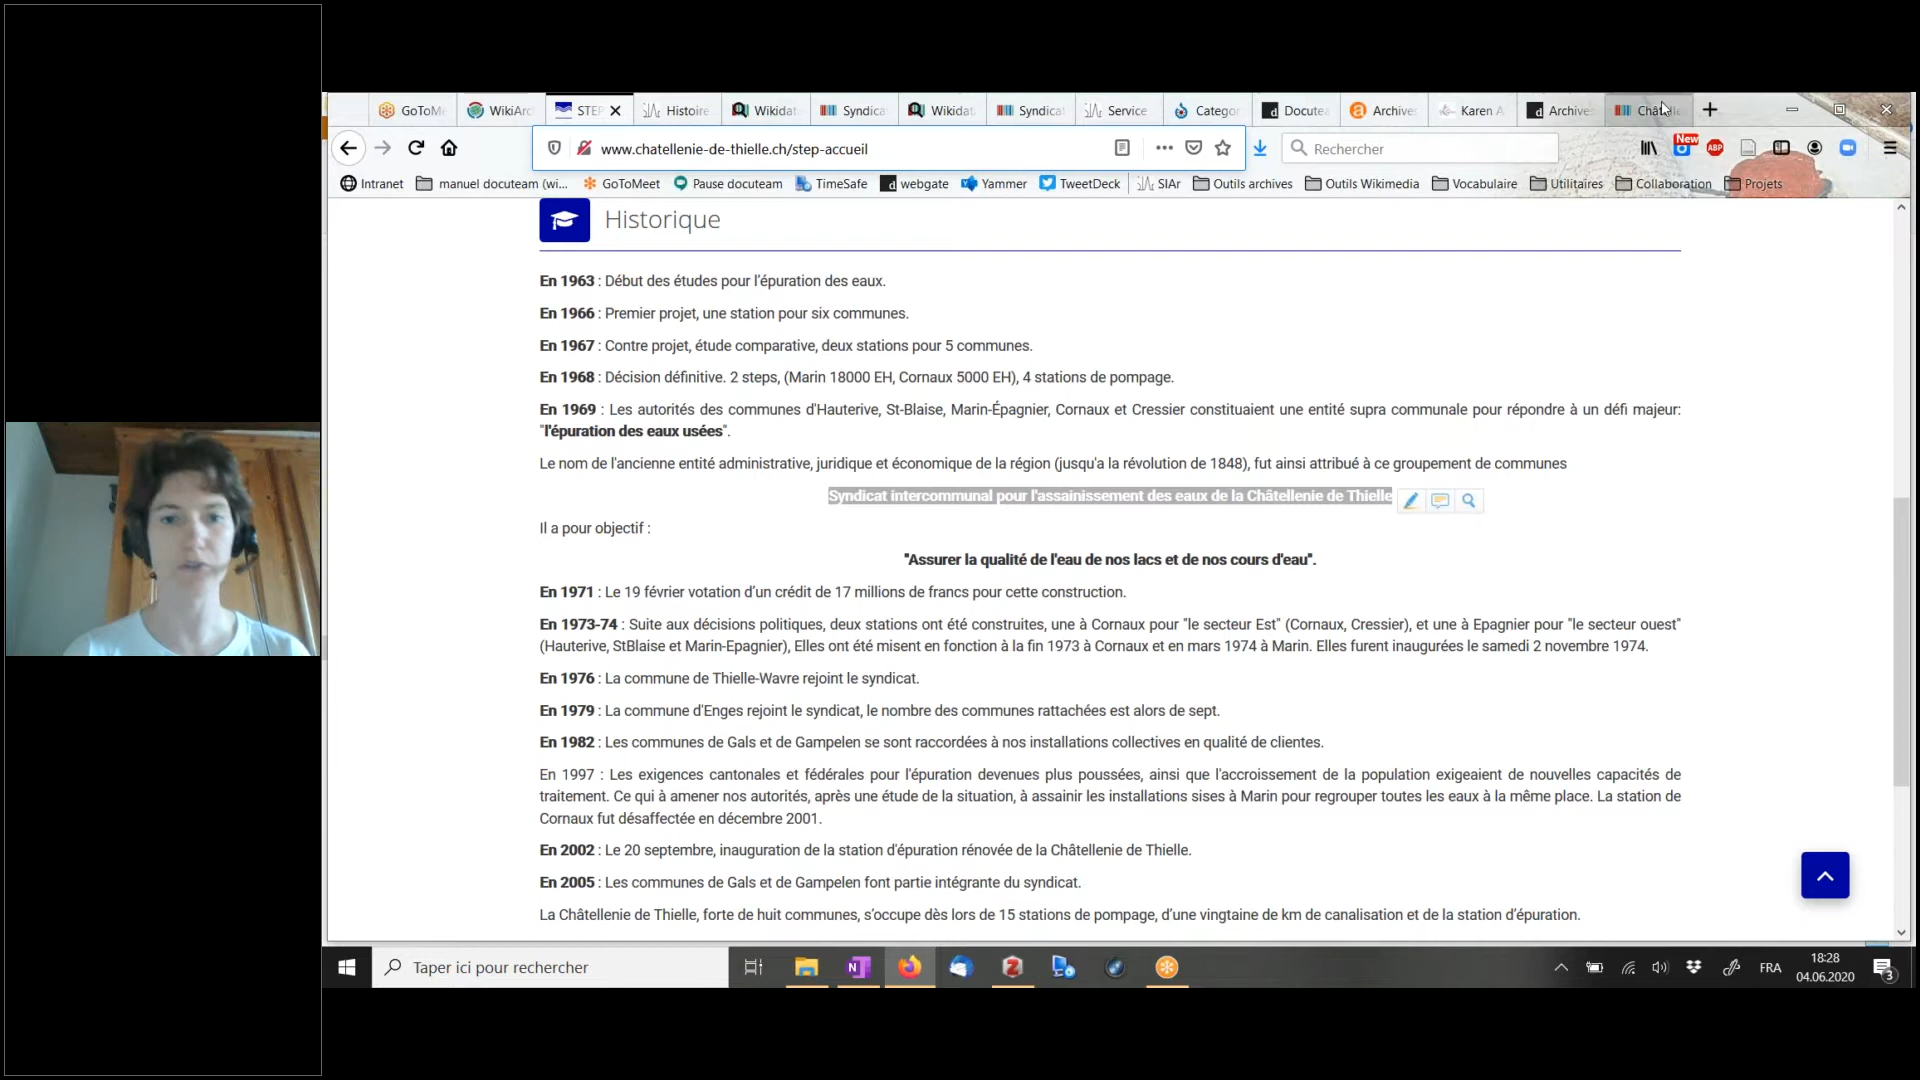 GoToM
WikiArc
STEP
Histoire
Wikidat
Syndica
Wikidat
Syndicat
Service
Categor
Docutea
Archives
Karen A
Archives
Châtelle
www.chatellenie-de-thielle.ch/step-accueil
Rechercher
New
ABP
Intranet
manuel docuteam (wi...
GoToMeet
Pause docuteam
TimeSafe
webgate
Yammer
TweetDeck
SIAr
Outils archives
Outils Wikimedia
Vocabulaire
Utilitaires
Collaboration
Projets
Historique
En 1963 : Début des études pour l'épuration des eaux.
En 1966 : Premier projet, une station pour six communes.
En 1967 : Contre projet, étude comparative, deux stations pour 5 communes.
En 1968 : Décision définitive. 2 steps, (Marin 18000 EH, Cornaux 5000 EH), 4 stations de pompage.
En 1969 : Les autorités des communes d'Hauterive, St-Blaise, Marin-Épagnier, Cornaux et Cressier constituaient une entité supra communale pour répondre à un défi majeur:
"l'épuration des eaux usées".
Le nom de l'ancienne entité administrative, juridique et économique de la région (jusqu'a la révolution de 1848), fut ainsi attribué à ce groupement de communes
Syndicat intercommunal pour l'assainissement des eaux de la Châtellenie de Thielle
Il a pour objectif :
"Assurer la qualité de l'eau de nos lacs et de nos cours d'eau".
En 1971 : Le 19 février votation d'un crédit de 17 millions de francs pour cette construction.
En 1973-74 : Suite aux décisions politiques, deux stations ont été construites, une à Cornaux pour "le secteur Est" (Cornaux, Cressier), et une à Epagnier pour "le secteur ouest"
(Hauterive, StBlaise et Marin-Epagnier), Elles ont été misent en fonction à la fin 1973 à Cornaux et en mars 1974 à Marin. Elles furent inaugurées le samedi 2 novembre 1974.
En 1976 : La commune de Thielle-Wavre rejoint le syndicat.
En 1979 : La commune d'Enges rejoint le syndicat, le nombre des communes rattachées est alors de sept.
En 1982 : Les communes de Gals et de Gampelen se sont raccordées à nos installations collectives en qualité de clientes.
En 1997 : Les exigences cantonales et fédérales pour l'épuration devenues plus poussées, ainsi que l'accroissement de la population exigeaient de nouvelles capacités de
traitement. Ce qui à amener nos autorités, après une étude de la situation, à assainir les installations sises à Marin pour regrouper toutes les eaux à la même place. La station de
Cornaux fut désaffectée en décembre 2001.
En 2002 : Le 20 septembre, inauguration de la station d'épuration rénovée de la Châtellenie de Thielle.
En 2005 : Les communes de Gals et de Gampelen font partie intégrante du syndicat.
La Châtellenie de Thielle, forte de huit communes, s'occupe dès lors de 15 stations de pompage, d'une vingtaine de km de canalisation et de la station d'épuration.
Taper ici pour rechercher
FRA
18:28
04.06.2020
3